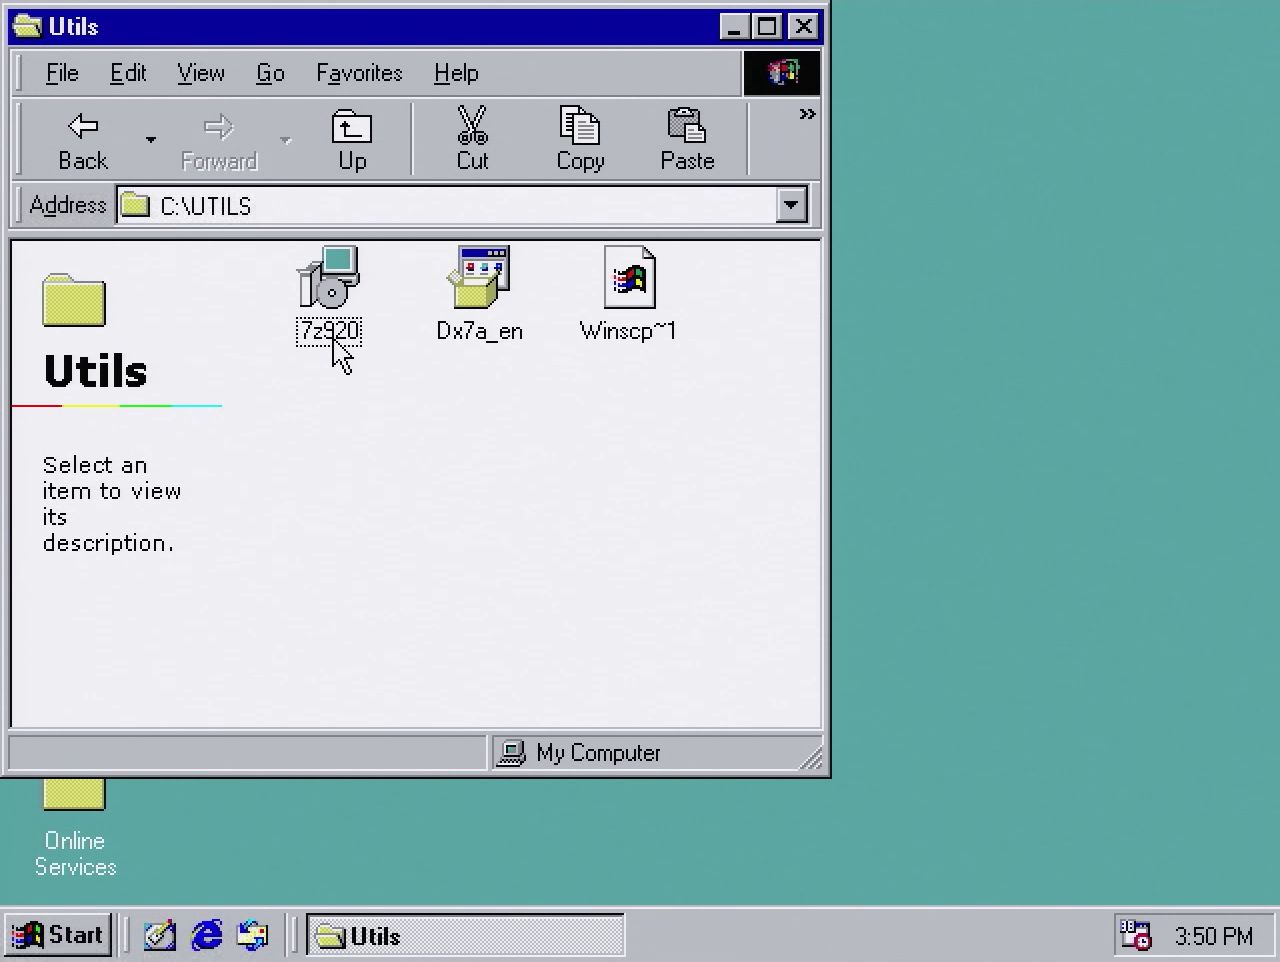 Utils
File Edit View Go Favorites Help
Back Forward Up Cut Copy Paste »
Address C:\UTILS
7z920 Dx7a_en Winscp~1
Utils
Select an
item to view
its
description.
My Computer
Online
Services
Start Utils 3:50 PM